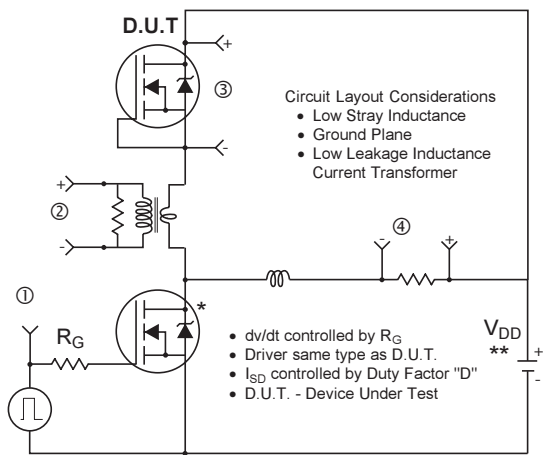 D.U.T
+
③
-
Circuit Layout Considerations
• Low Stray Inductance
• Ground Plane
• Low Leakage Inductance
Current Transformer
+
②
-
-
④
+
①
R_G
*
• dv/dt controlled by R_G
• Driver same type as D.U.T.
• I_SD controlled by Duty Factor "D"
• D.U.T. - Device Under Test
V_DD
**
+
-